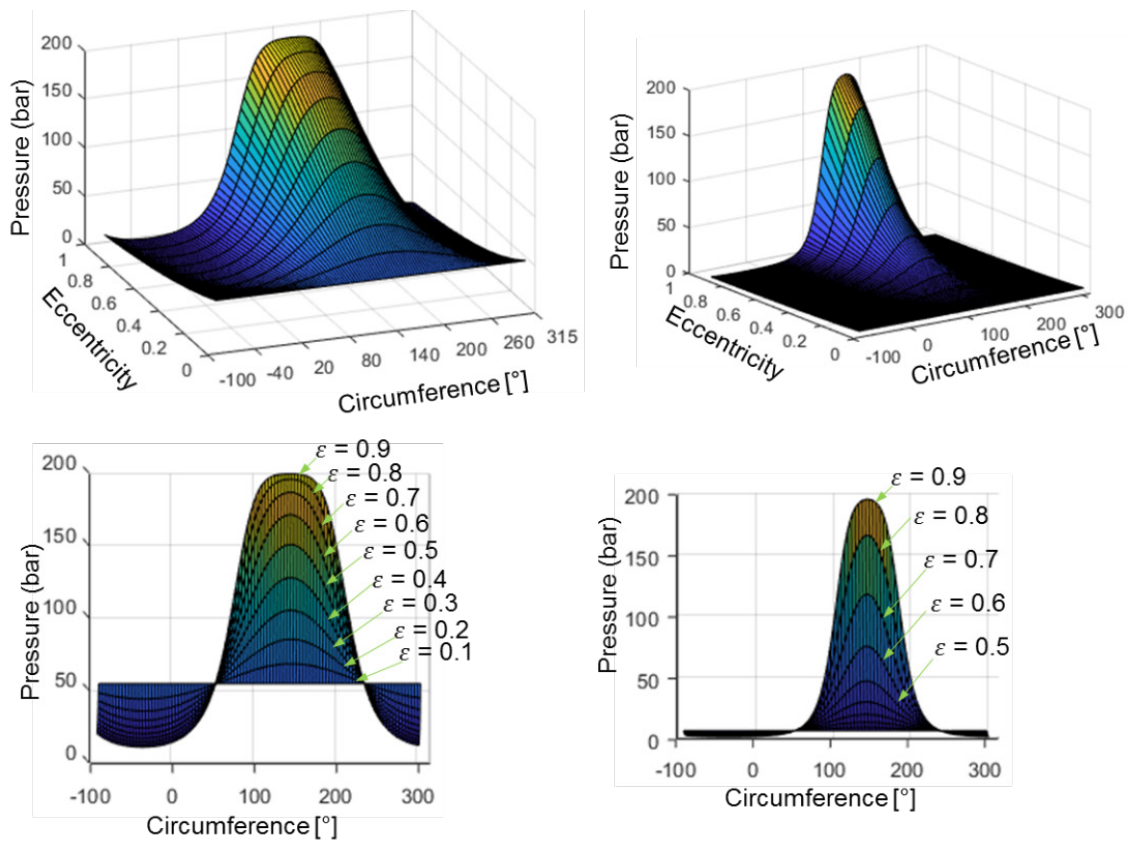 200
150
100
50
0
Pressure (bar)
1
0.8
0.6
0.4
0.2
0
Eccentricity
-100
-40
20
80
140
200
260
315
Circumference [°]
200
150
100
50
0
Pressure (bar)
1
0.8
0.6
0.4
0.2
0
Eccentricity
-100
0
100
200
300
Circumference [°]
200
150
100
50
0
Pressure (bar)
ε = 0.9
ε = 0.8
ε = 0.7
ε = 0.6
ε = 0.5
ε = 0.4
ε = 0.3
ε = 0.2
ε = 0.1
-100
0
100
200
300
Circumference [°]
200
150
100
50
0
Pressure (bar)
ε = 0.9
ε = 0.8
ε = 0.7
ε = 0.6
ε = 0.5
-100
0
100
200
300
Circumference [°]